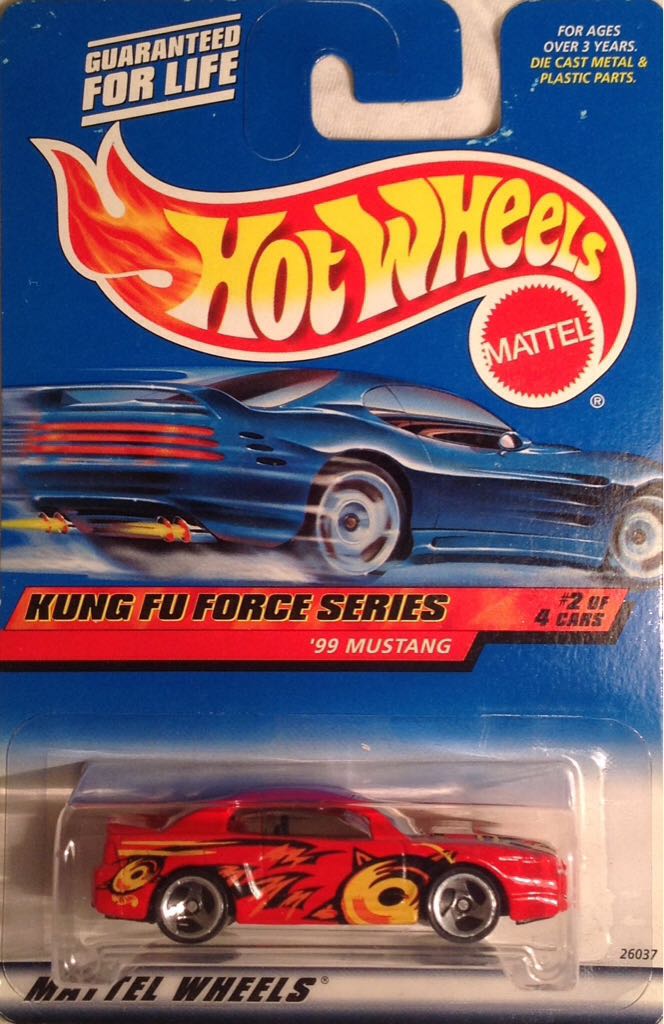 GUARANTEED
FOR LIFE
FOR AGES
OVER 3 YEARS.
DIE CAST METAL &
PLASTIC PARTS.
HOT WHEELS
MATTEL
®
KUNG FU FORCE SERIES
#2 OF
4 CARS
'99 MUSTANG
26037
MATTEL WHEELS®